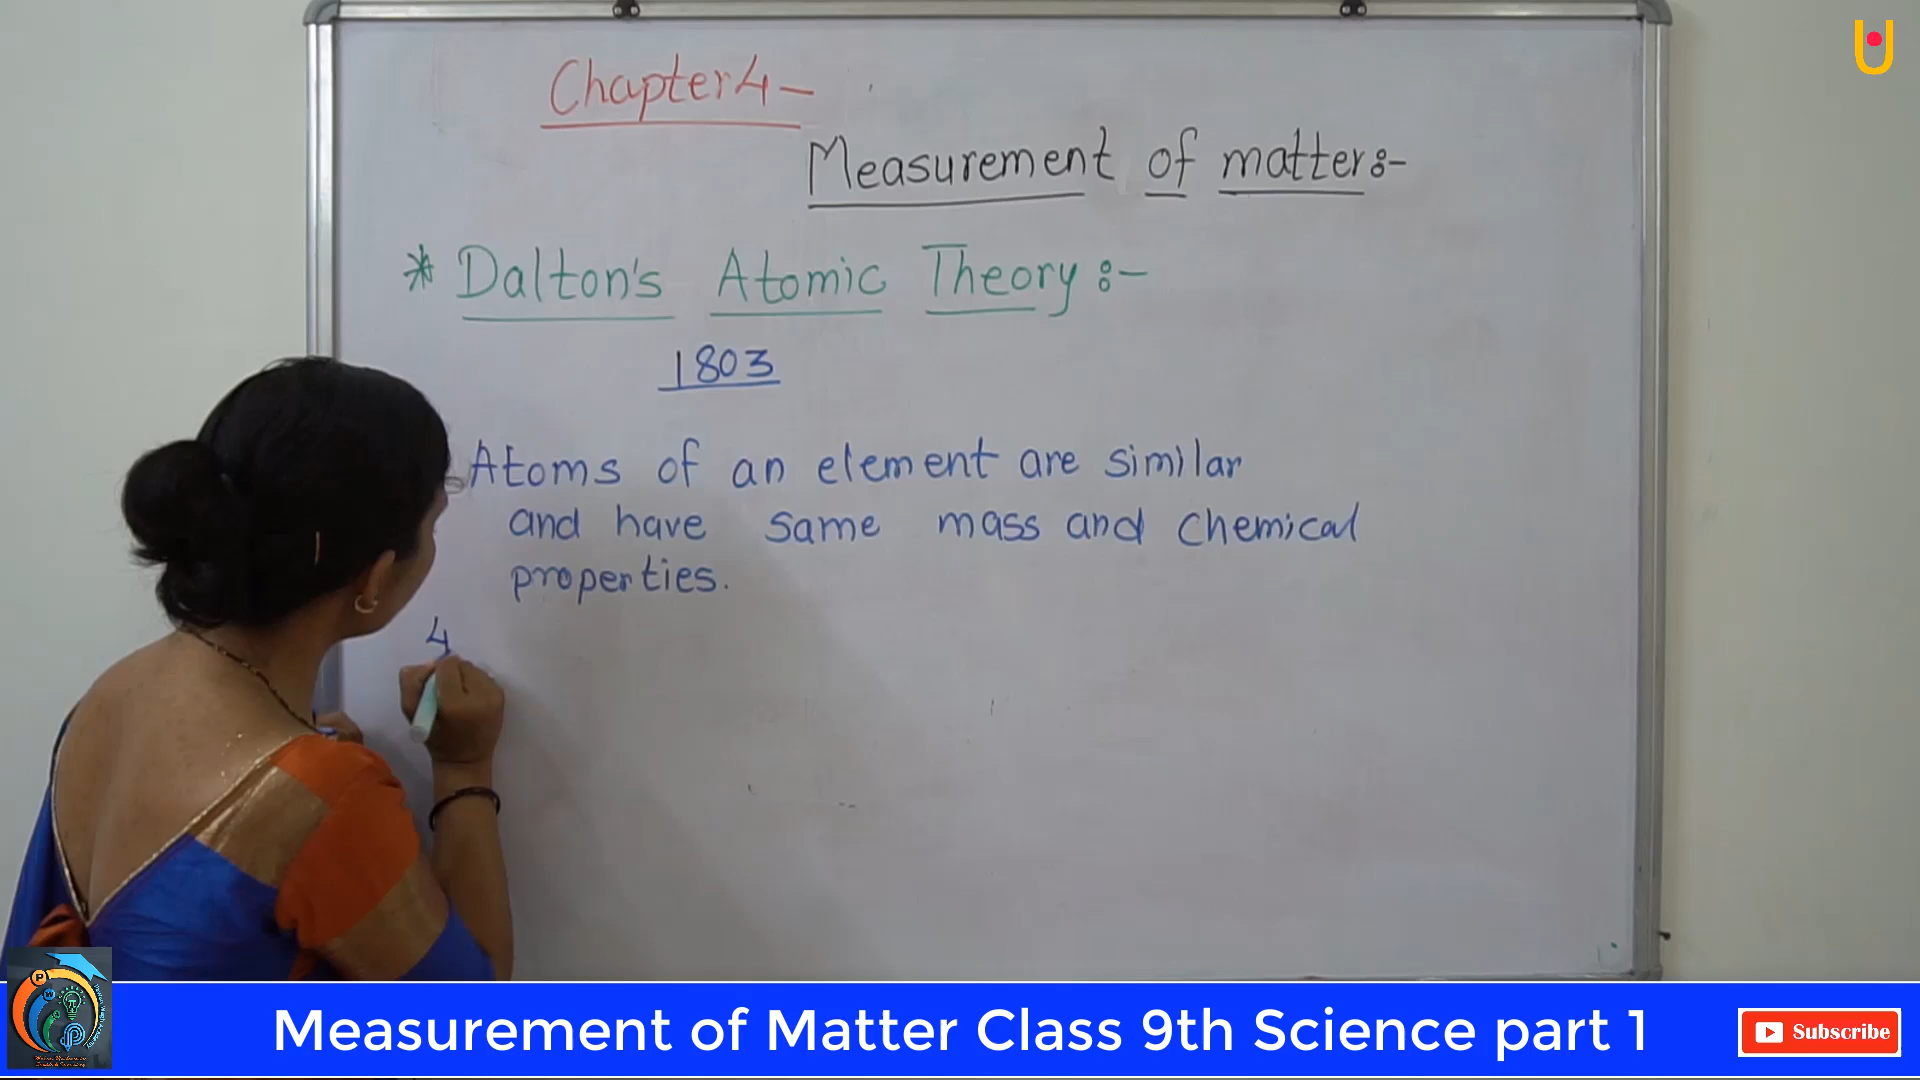 Chapter 4 -
Measurement of matter:-
* Dalton's Atomic Theory :-
1803
Atoms of an element are similar
and have same mass and chemical
properties.
4
Measurement of Matter Class 9th Science part 1
Subscribe